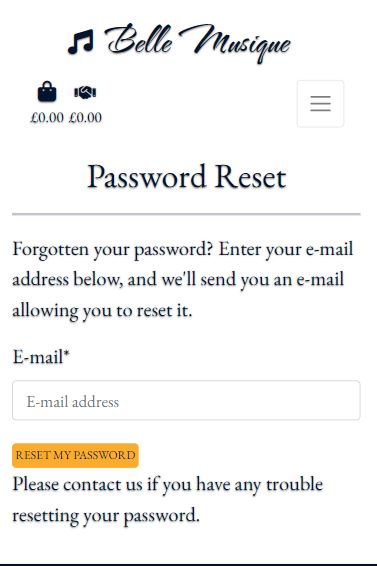 Belle Musique
£0.00 £0.00
Password Reset
Forgotten your password? Enter your e-mail
address below, and we'll send you an e-mail
allowing you to reset it.
E-mail*
E-mail address
RESET MY PASSWORD
Please contact us if you have any trouble
resetting your password.